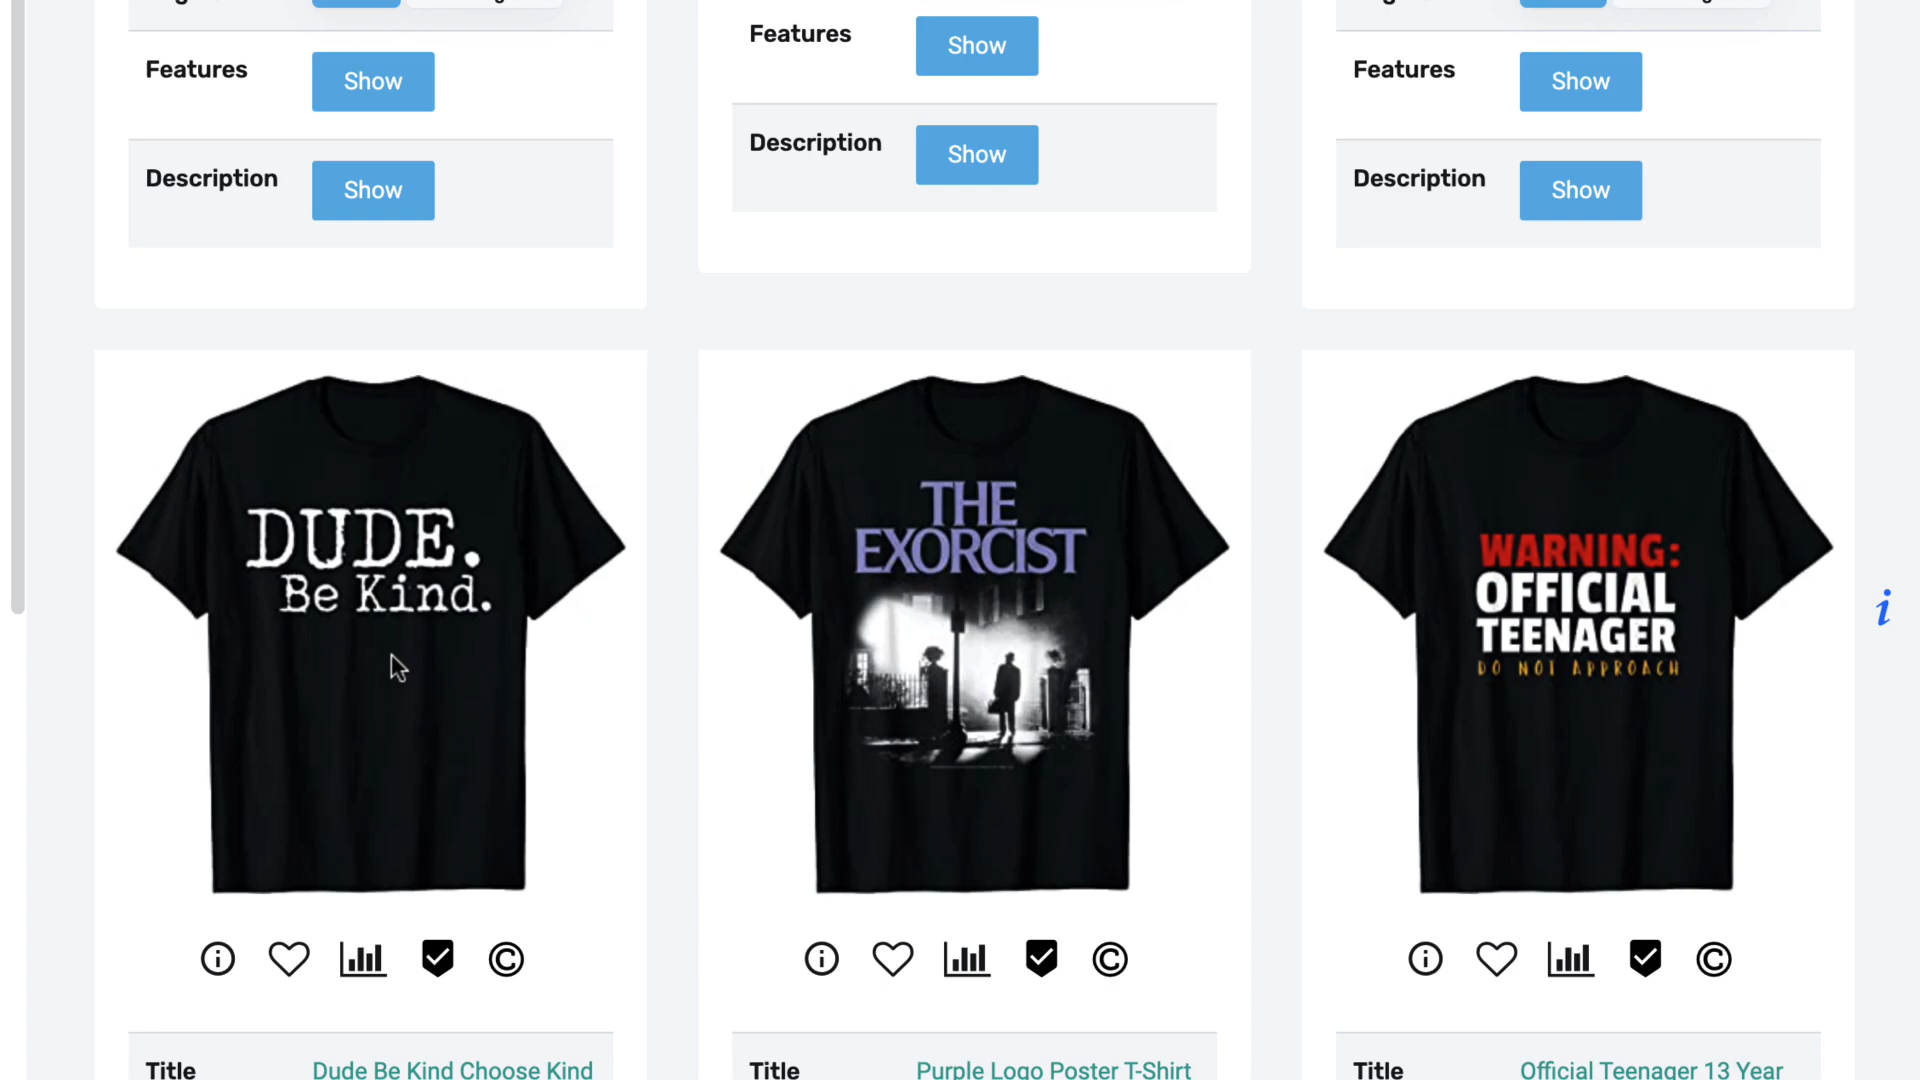 Features Show
Description Show
Features Show
Description Show
Features Show
Description Show
DUDE.
Be Kind.
THE
EXORCIST
WARNING:
OFFICIAL
TEENAGER
DO NOT APPROACH
Title Dude Be Kind Choose Kind
Title Purple Logo Poster T-Shirt
Title Official Teenager 13 Year